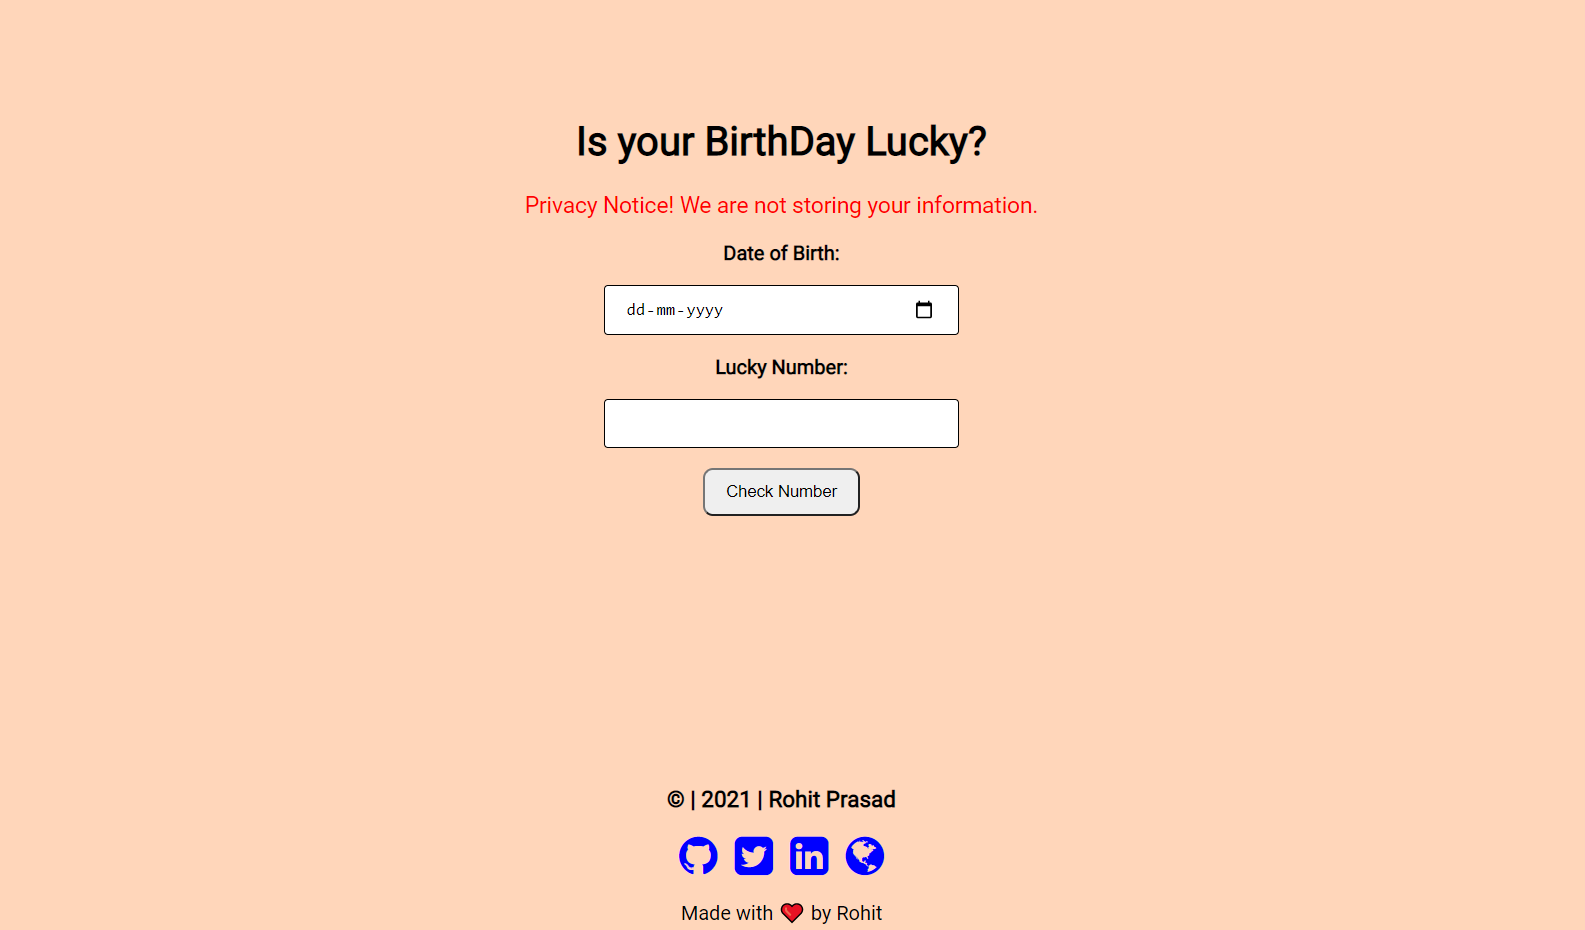 Is your BirthDay Lucky?
Privacy Notice! We are not storing your information.
Date of Birth:
dd-mm-yyyy
Lucky Number:
Check Number
© | 2021 | Rohit Prasad
in
Made with ❤️ by Rohit